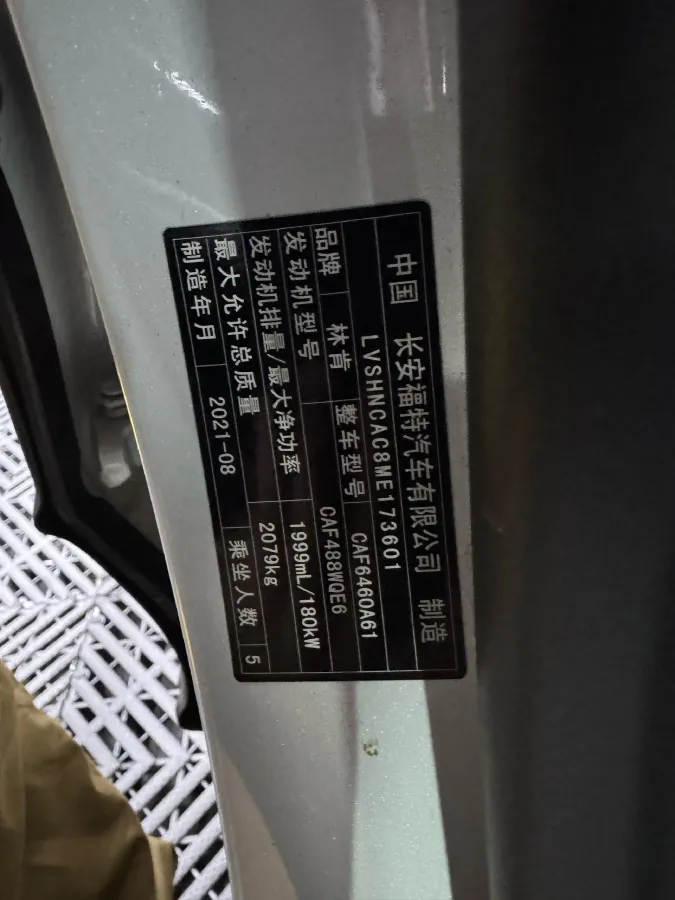 中国 长安福特汽车有限公司 制造
LVSHNCAC8ME173601
品牌 林肯 整车型号 CAF6460A61
发动机型号 CAF488WQE6
发动机排量/最大净功率 1999mL/180kW
最大允许总质量 2079kg
制造年月 2021-08 乘坐人数 5